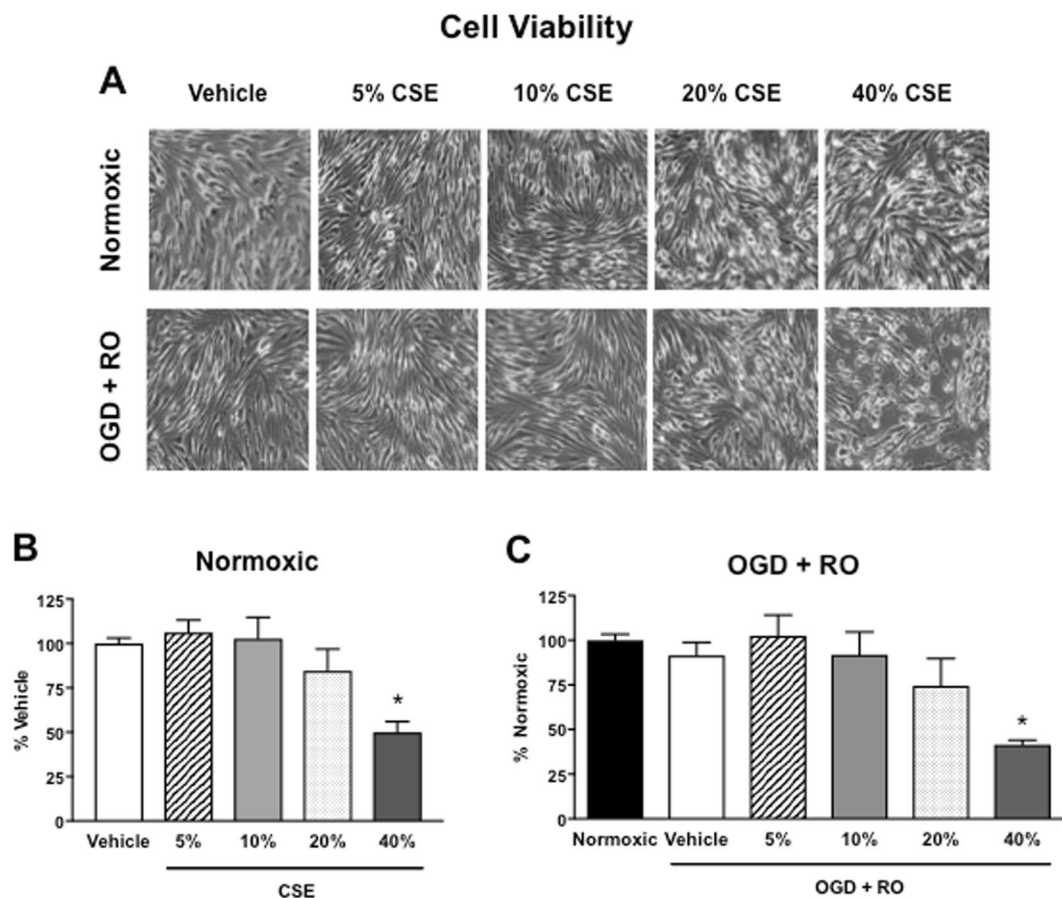 Cell Viability
A
Vehicle 5% CSE 10% CSE 20% CSE 40% CSE
Normoxic
OGD + RO
B
Normoxic
% Vehicle
125
100
75
50
25
0
*
Vehicle 5% 10% 20% 40%
CSE
C
OGD + RO
% Normoxic
125
100
75
50
25
0
*
Normoxic Vehicle 5% 10% 20% 40%
OGD + RO